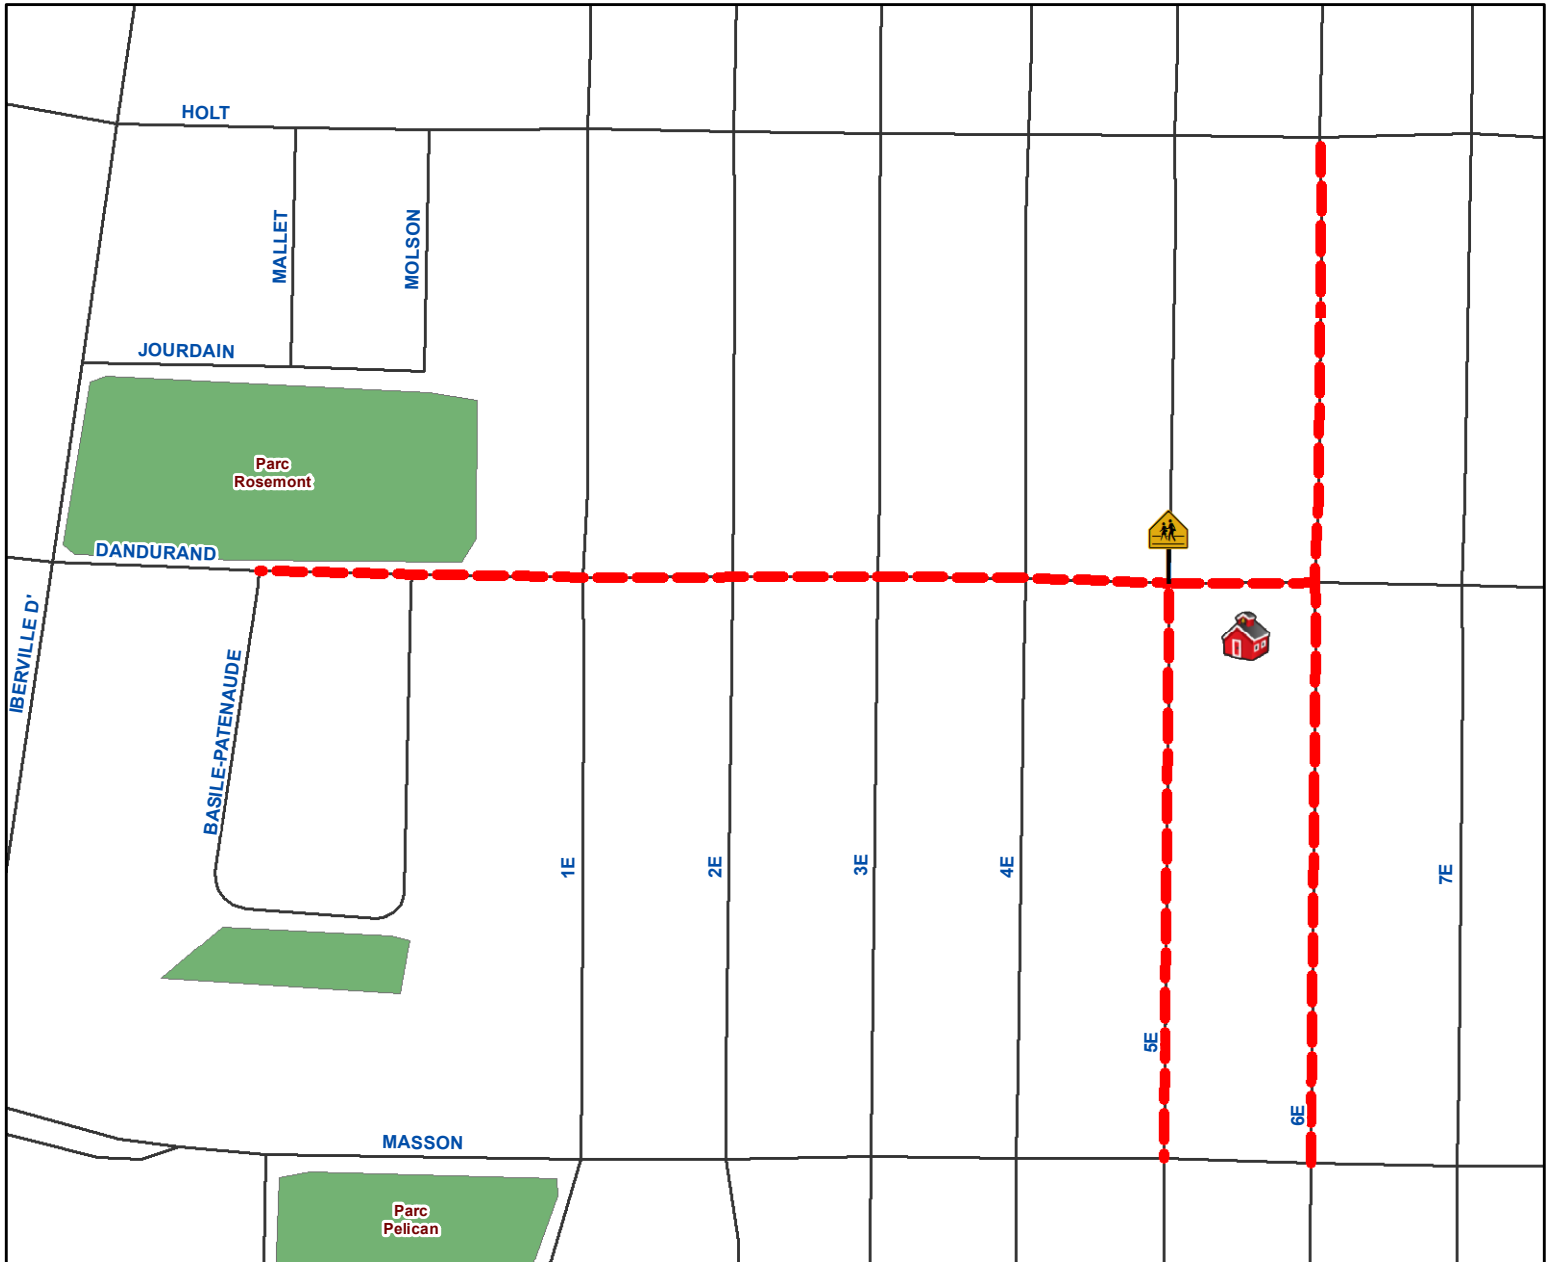 HOLT
MALLET
MOLSON
JOURDAIN
Parc
Rosemont
DANDURAND
IBERVILLE D'
BASILE-PATENAUDE
1E
2E
3E
4E
7E
5E
6E
MASSON
Parc
Pelican